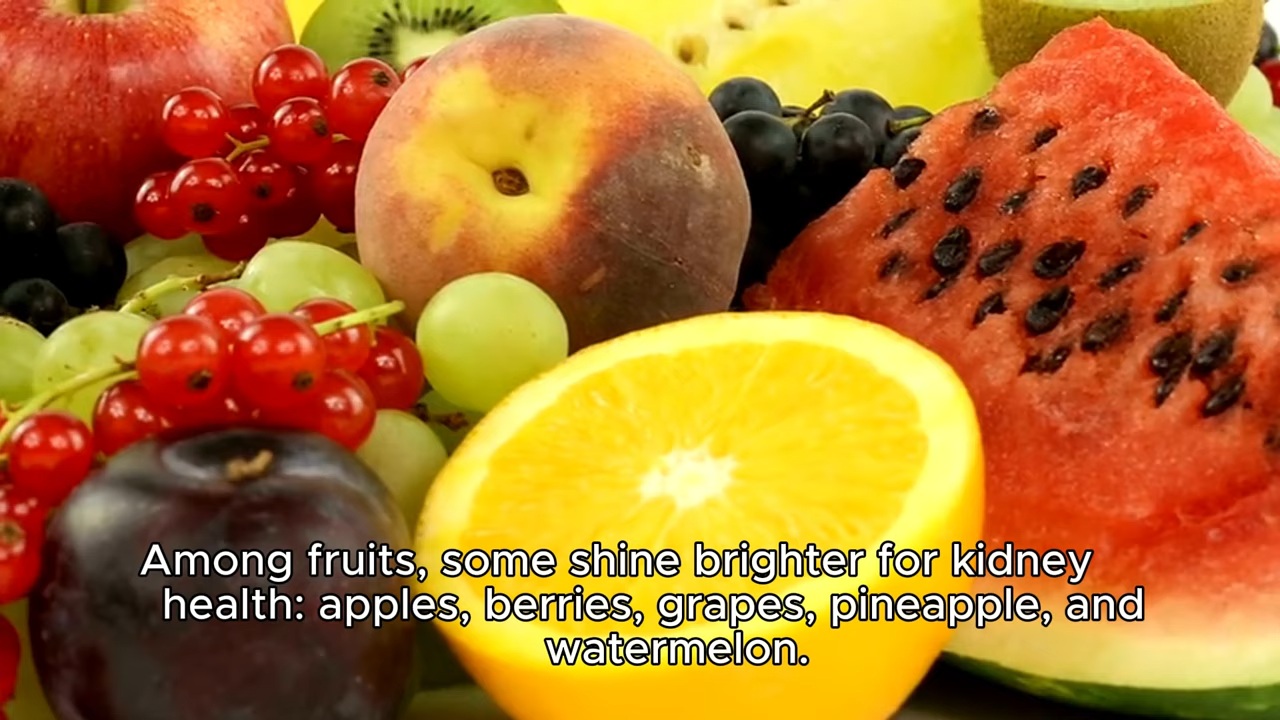 Among fruits, some shine brighter for kidney
health: apples, berries, grapes, pineapple, and
watermelon.